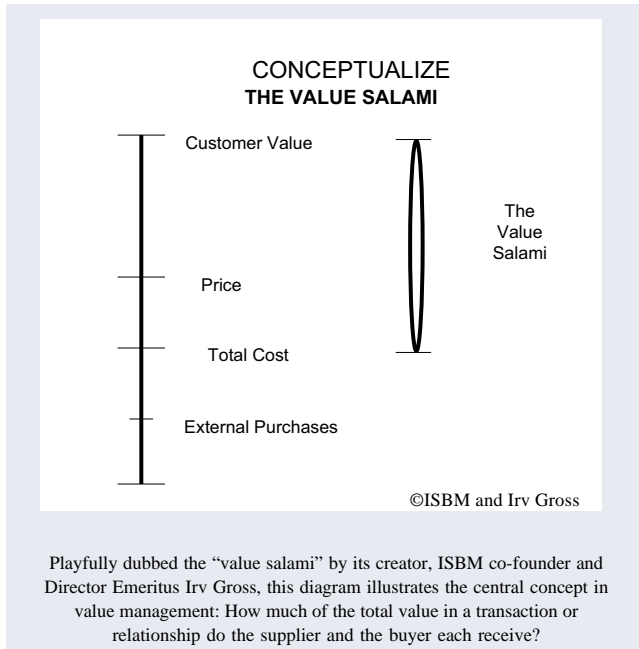 CONCEPTUALIZE
THE VALUE SALAMI
Customer Value
The
Value
Salami
Price
Total Cost
External Purchases
©ISBM and Irv Gross
Playfully dubbed the “value salami” by its creator, ISBM co-founder and
Director Emeritus Irv Gross, this diagram illustrates the central concept in
value management: How much of the total value in a transaction or
relationship do the supplier and the buyer each receive?